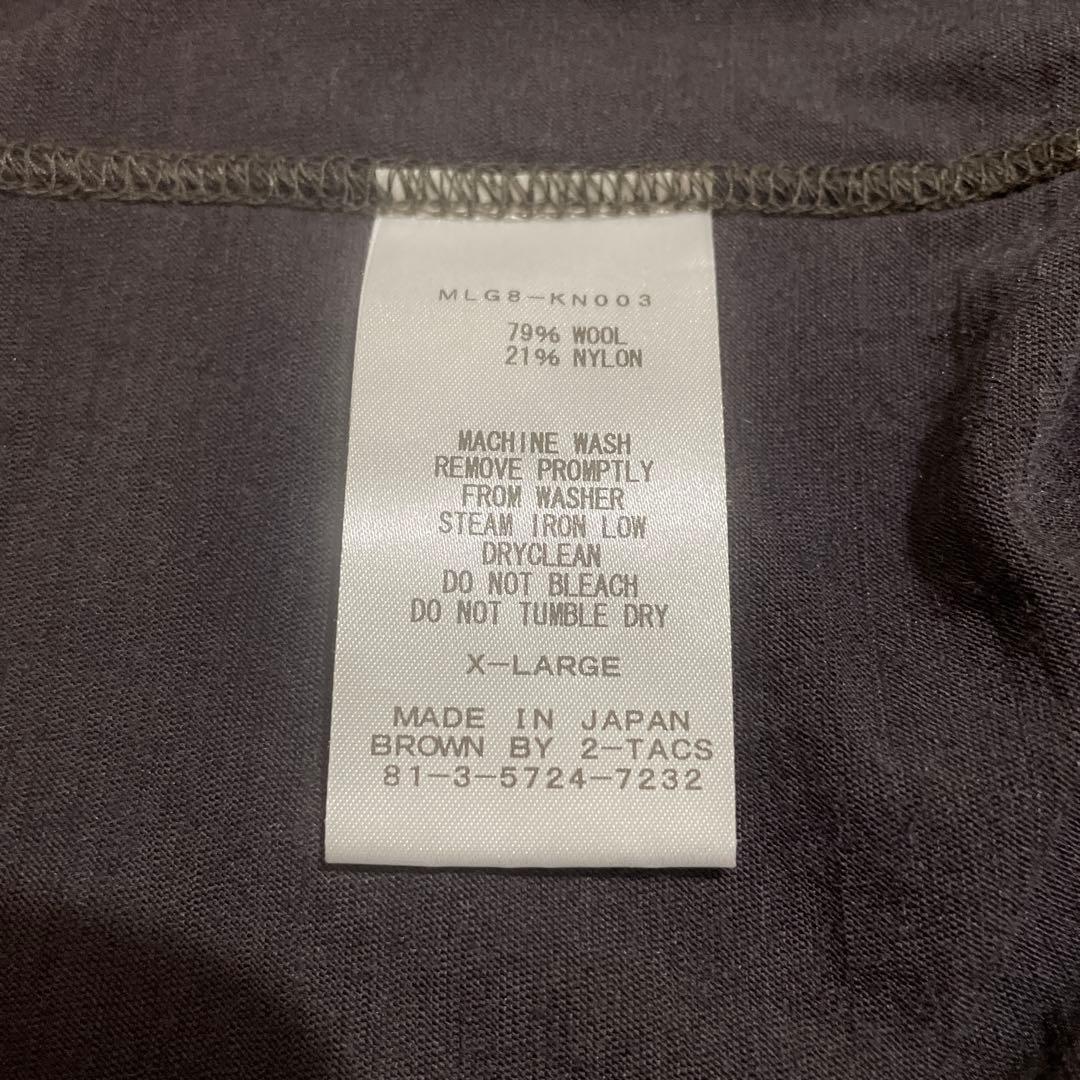 MLG8-KN003
79% WOOL
21% NYLON
MACHINE WASH
REMOVE PROMPTLY
FROM WASHER
STEAM IRON LOW
DRYCLEAN
DO NOT BLEACH
DO NOT TUMBLE DRY
X-LARGE
MADE IN JAPAN
BROWN BY 2-TACS
81-3-5724-7232